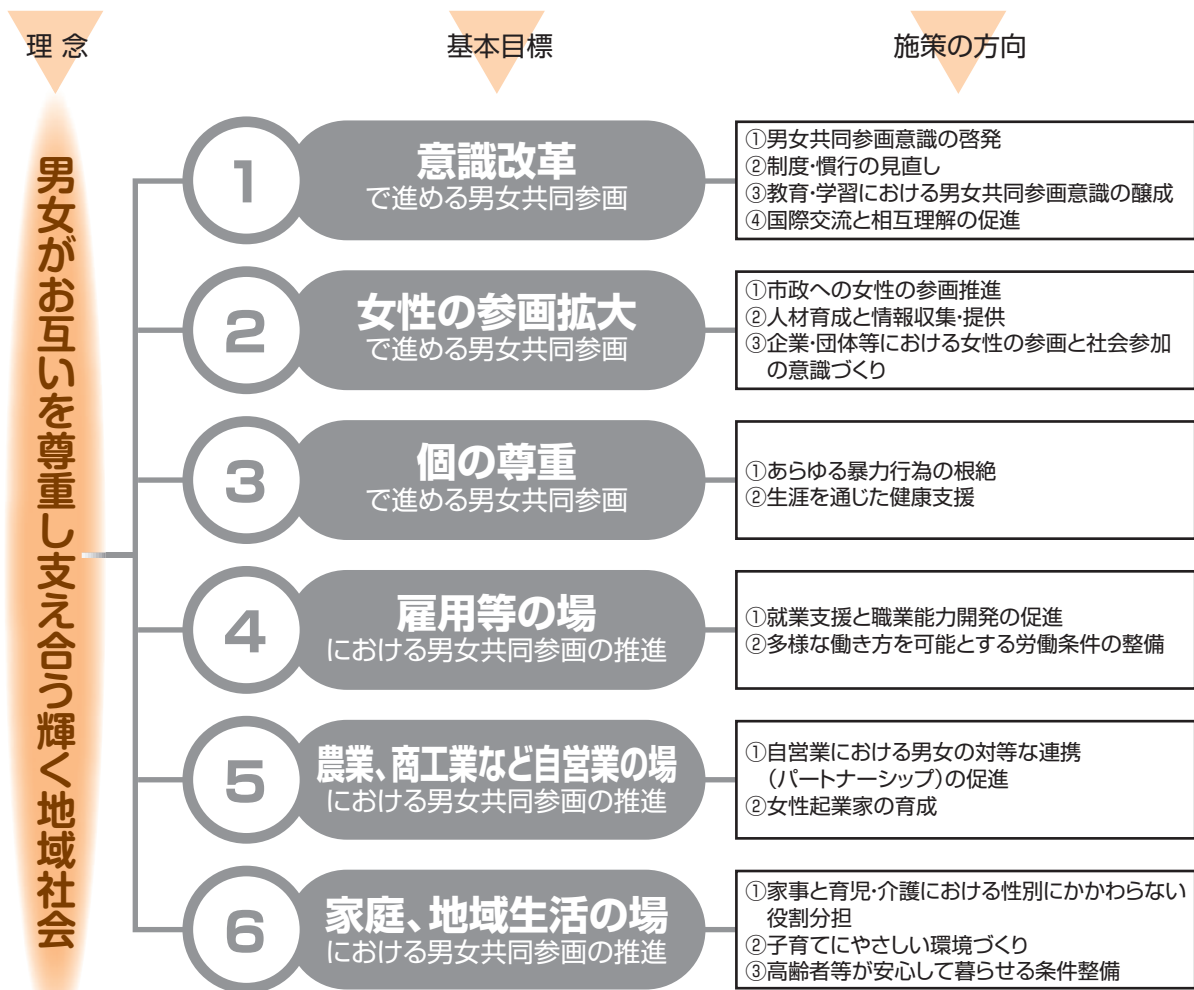 理念
基本目標
施策の方向
男女がお互いを尊重し支え合う輝く地域社会
1
意識改革
で進める男女共同参画
①男女共同参画意識の啓発
②制度・慣行の見直し
③教育・学習における男女共同参画意識の醸成
④国際交流と相互理解の促進
2
女性の参画拡大
で進める男女共同参画
①市政への女性の参画推進
②人材育成と情報収集・提供
③企業・団体等における女性の参画と社会参加
の意識づくり
3
個の尊重
で進める男女共同参画
①あらゆる暴力行為の根絶
②生涯を通じた健康支援
4
雇用等の場
における男女共同参画の推進
①就業支援と職業能力開発の促進
②多様な働き方を可能とする労働条件の整備
5
農業、商工業など自営業の場
における男女共同参画の推進
①自営業における男女の対等な連携
(パートナーシップ)の促進
②女性起業家の育成
6
家庭、地域生活の場
における男女共同参画の推進
①家事と育児・介護における性別にかかわらない
役割分担
②子育てにやさしい環境づくり
③高齢者等が安心して暮らせる条件整備